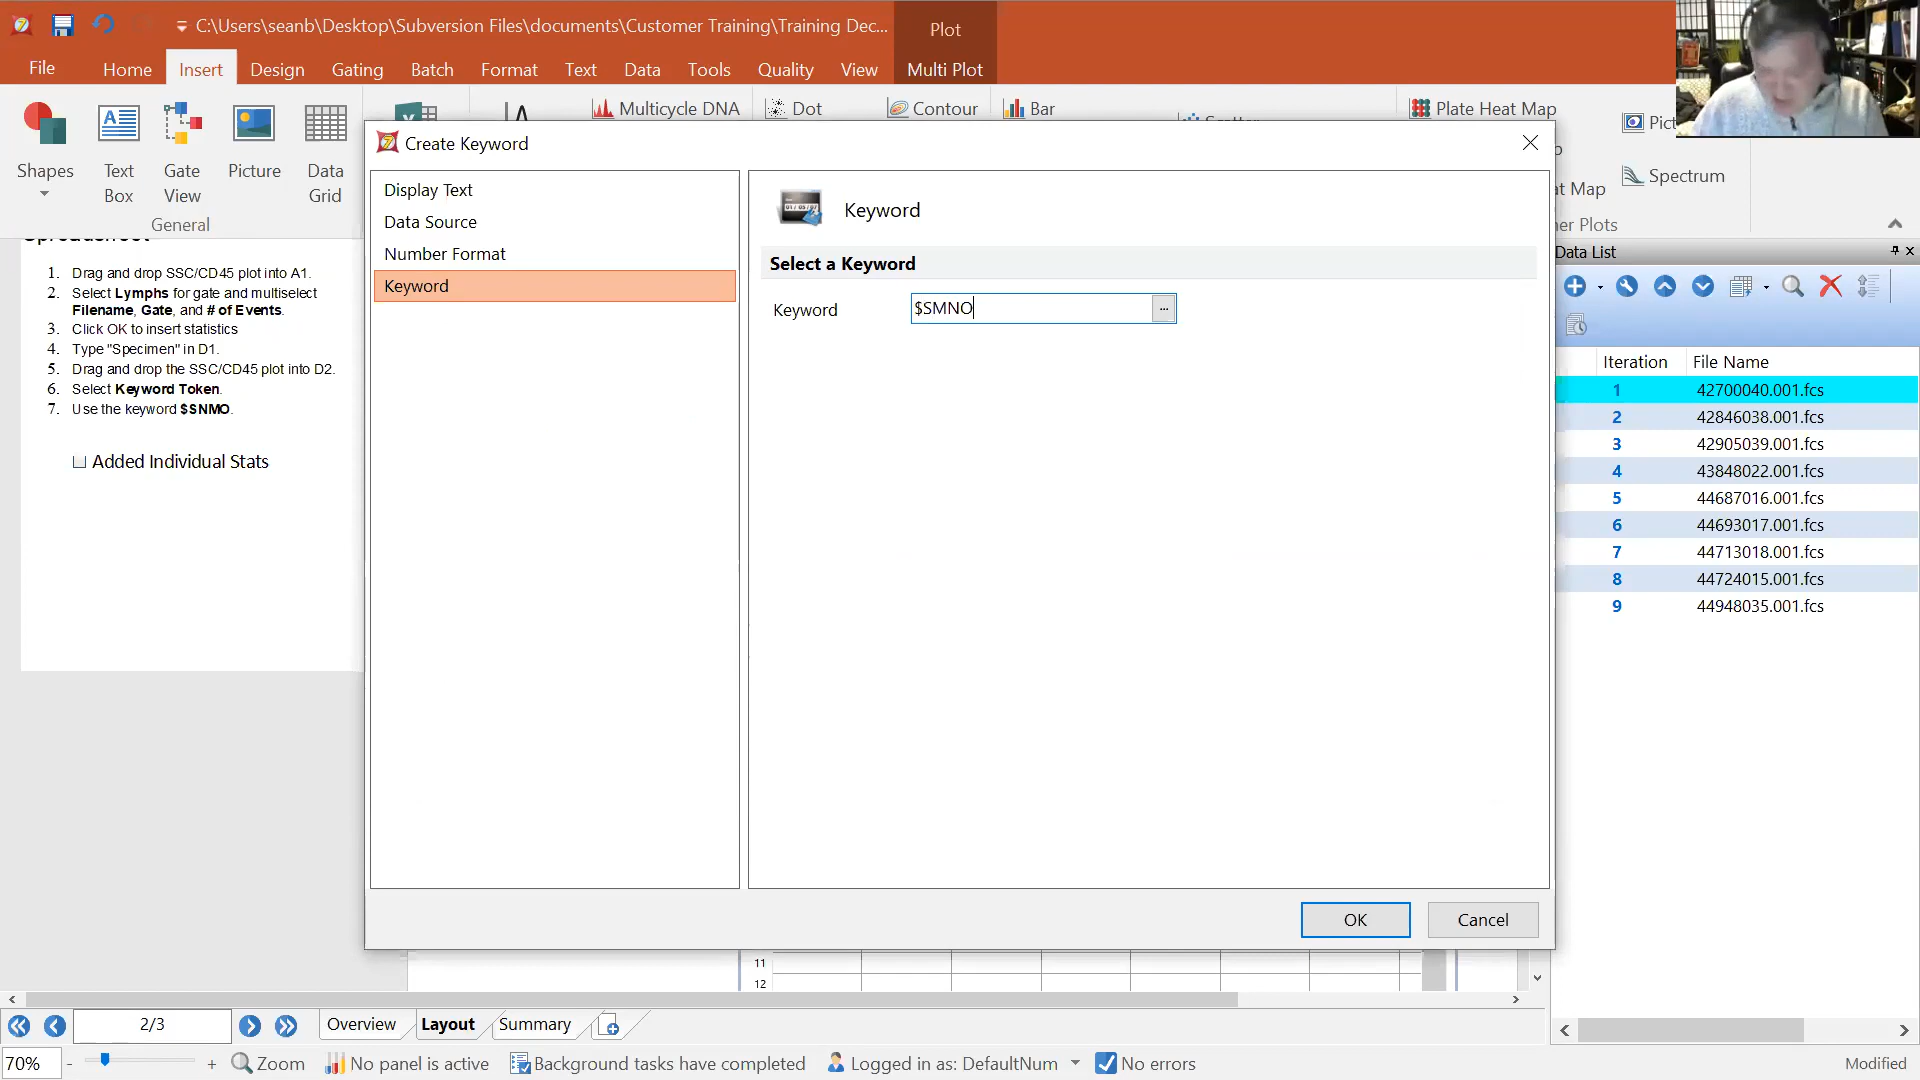 C:\Users\seanb\Desktop\Subversion Files\documents\Customer Training\Training Dec...
Plot
File
Home
Insert
Design
Gating
Batch
Format
Text
Data
Tools
Quality
View
Multi Plot
Shapes
Text
Box
Gate
View
Picture
Data
Grid
General
Multicycle DNA
Dot
Contour
Bar
Plate Heat Map
Spectrum
Create Keyword
Display Text
Data Source
Number Format
Keyword
Keyword
Select a Keyword
Keyword
$SMNO
...
OK
Cancel
1. Drag and drop SSC/CD45 plot into A1.
2. Select Lymphs for gate and multiselect
Filename, Gate, and # of Events.
3. Click OK to insert statistics
4. Type "Specimen" in D1.
5. Drag and drop the SSC/CD45 plot into D2.
6. Select Keyword Token.
7. Use the keyword $SNMO.
Added Individual Stats
Data List
Iteration File Name
1 42700040.001.fcs
2 42846038.001.fcs
3 42905039.001.fcs
4 43848022.001.fcs
5 44687016.001.fcs
6 44693017.001.fcs
7 44713018.001.fcs
8 44724015.001.fcs
9 44948035.001.fcs
11
12
2/3
Overview
Layout
Summary
70%
- +
Zoom
No panel is active
Background tasks have completed
Logged in as: DefaultNum
No errors
Modified